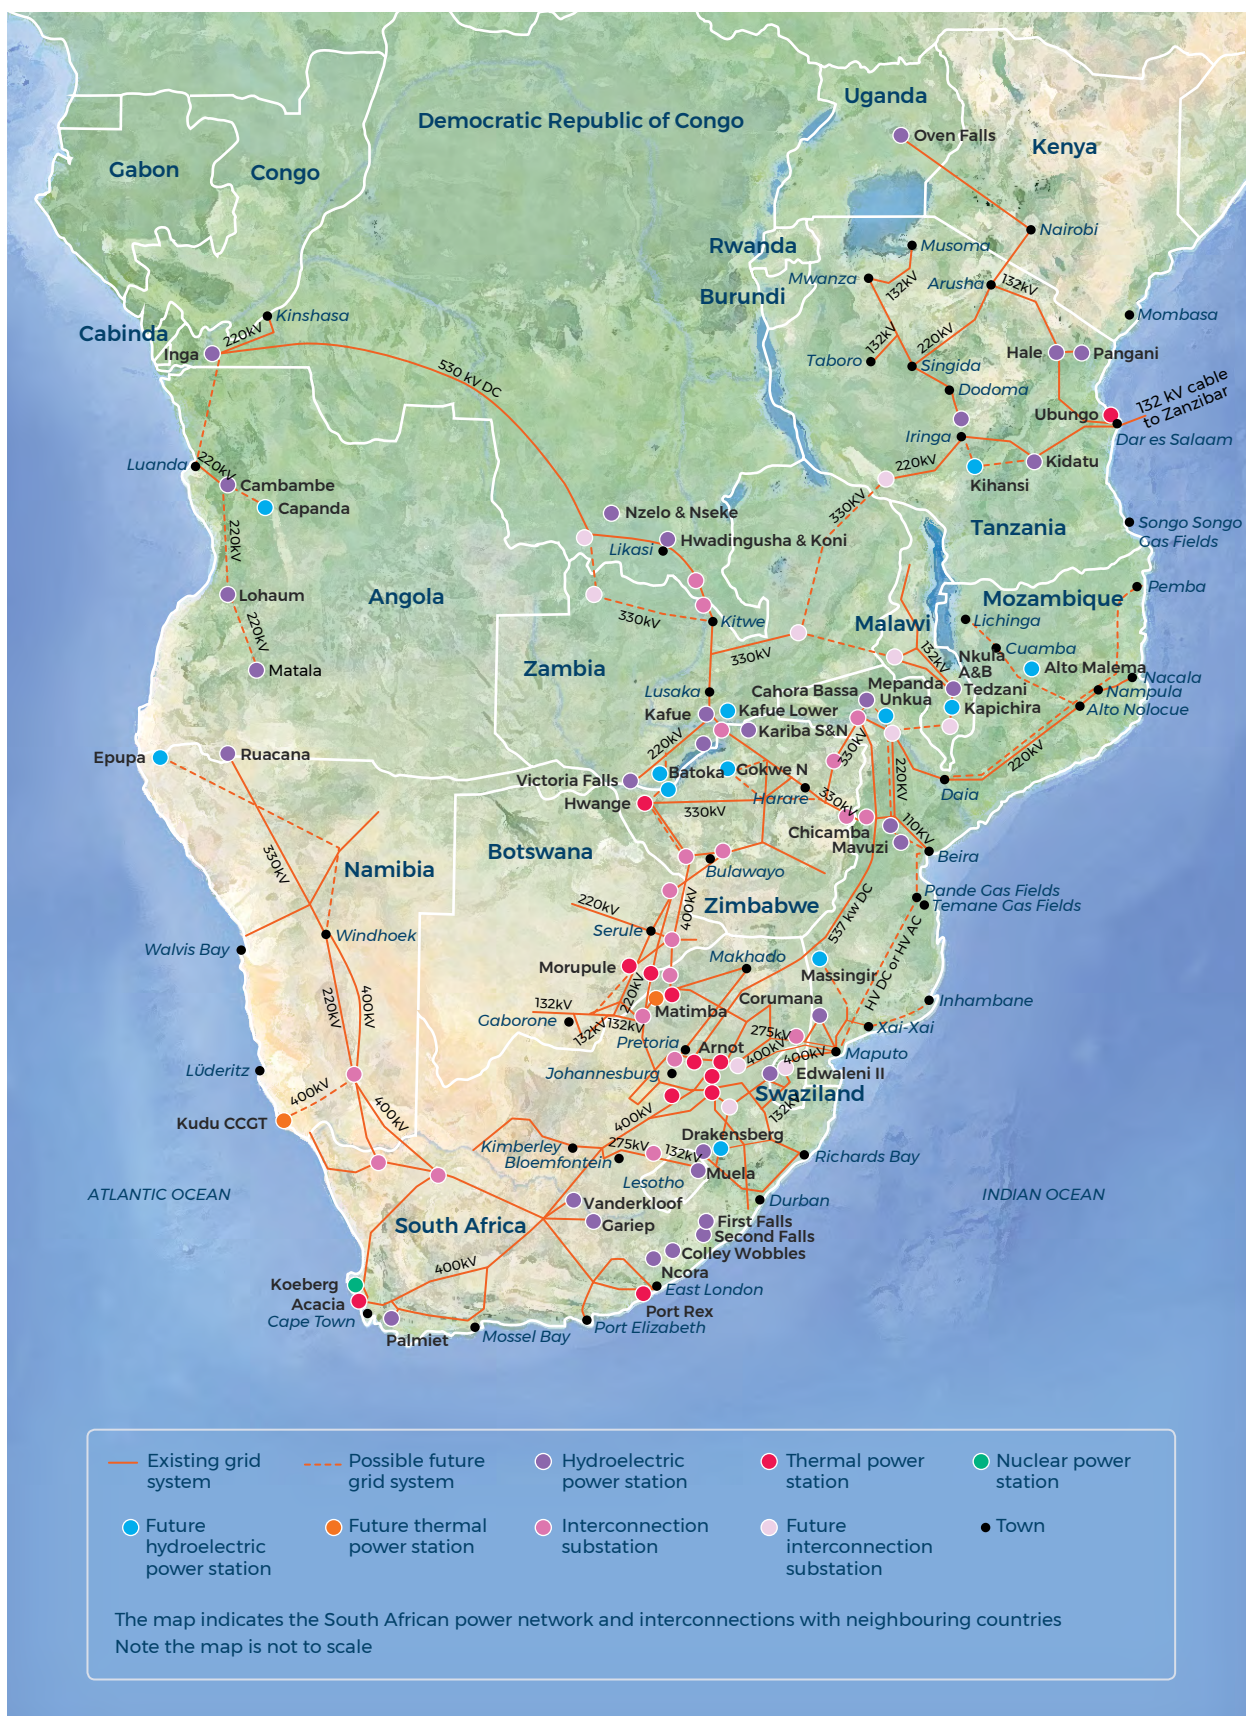 Uganda
Oven Falls
Democratic Republic of Congo
Kenya
Gabon
Congo
Nairobi
Rwanda
Musoma
Mwanza
132kV
Arusha
132kV
Burundi
Kinshasa
Mombasa
Cabinda
220kV
Inga
132kV
220kV
Hale
Pangani
Taboro
Singida
530 kV DC
Dodoma
132 kV cable
to Zanzibar
Ubungo
Iringa
Dar es Salaam
Luanda
220kV
220kV
Kidatu
Cambambe
Kihansi
Capanda
330KV
Nzelo & Nseke
Tanzania
Songo Songo
Gas Fields
220kV
Hwadingusha & Koni
Likasi
Pemba
Lohaum
Angola
Mozambique
330kV
Kitwe
Malawi
Lichinga
220kV
Cuamba
132kV
330kV
Nkula
A&B
Zambia
Alto Malema
Matala
Nacala
Lusaka
Cahora Bassa
Mepanda
Unkua
Tedzani
Nampula
Kafue
Kafue Lower
Kapichira
Alto Nolocue
Kariba S&N
220kV
330kV
220kV
Epupa
Ruacana
Victoria Falls
Batoka
Gokwe N
220KV
Daia
Hwange
330kV
Harare
330kV
Chicamba
110KV
Mavuzi
330kV
Botswana
Beira
Namibia
Bulawayo
220kV
400kV
Zimbabwe
537 kw DC
Pande Gas Fields
Temane Gas Fields
Serule
Windhoek
Walvis Bay
HV DC or HV AC
Makhado
Morupule
Massingir
220kV
400kV
220kV
132kV
Matimba
Corumana
Inhambane
Gaborone
132kV
132kV
275kV
Xai-Xai
Pretoria
Arnot
400kV
400kV
Maputo
Lüderitz
Johannesburg
Edwaleni II
400kV
Swaziland
Kudu CCGT
400kV
400kV
132kV
Drakensberg
Kimberley
275kV
132kV
Bloemfontein
Richards Bay
Muela
Lesotho
ATLANTIC OCEAN
INDIAN OCEAN
Vanderkloof
Durban
South Africa
Gariep
First Falls
Second Falls
Colley Wobbles
400kV
Ncora
Koeberg
East London
Acacia
Port Rex
Cape Town
Port Elizabeth
Palmiet
Mossel Bay
Existing grid
system
Possible future
grid system
Hydroelectric
power station
Thermal power
station
Nuclear power
station
Future
hydroelectric
power station
Future thermal
power station
Interconnection
substation
Future
interconnection
substation
Town
The map indicates the South African power network and interconnections with neighbouring countries
Note the map is not to scale